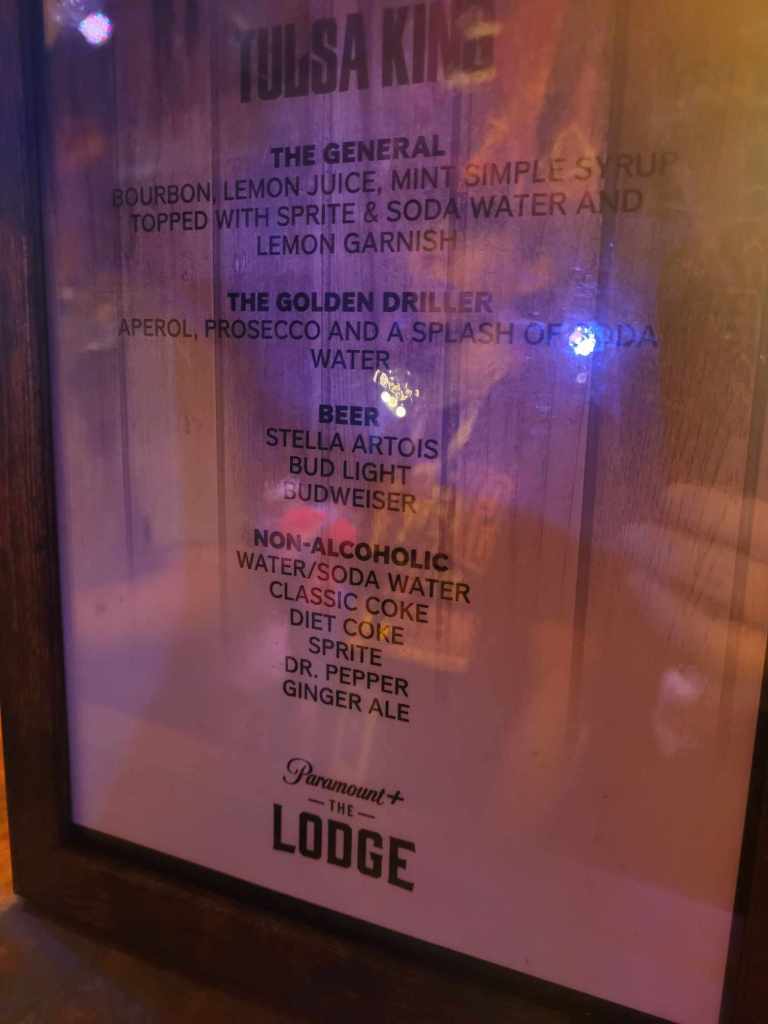 TULSA KING
THE GENERAL
BOURBON, LEMON JUICE, MINT SIMPLE SYRUP
TOPPED WITH SPRITE & SODA WATER AND
LEMON GARNISH
THE GOLDEN DRILLER
APEROL, PROSECCO AND A SPLASH OF SODA
WATER
BEER
STELLA ARTOIS
BUD LIGHT
BUDWEISER
NON-ALCOHOLIC
WATER/SODA WATER
CLASSIC COKE
DIET COKE
SPRITE
DR. PEPPER
GINGER ALE
Paramount+
THE
LODGE